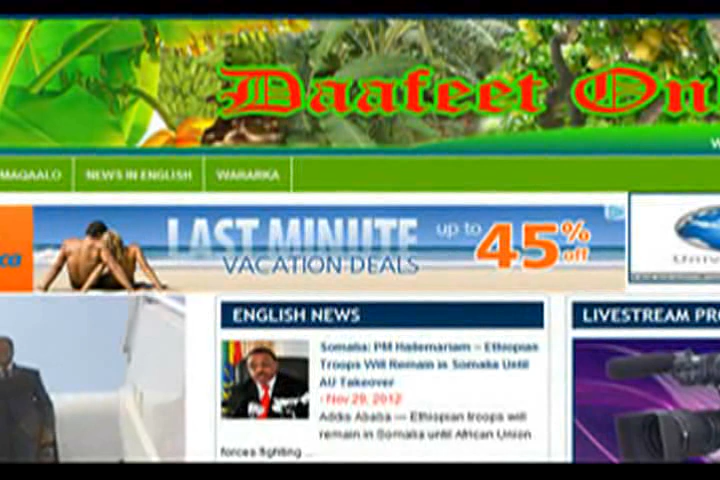 Daafeet On
W
MAQAALO
NEWS IN ENGLISH
WARARKA
ca
LAST MINUTE
VACATION DEALS
up to
45% off
Unive
ENGLISH NEWS
Somalia: PM Hailemariam – Ethiopian
Troops Will Remain in Somalia Until
AU Takeover
- Nov 29, 2012
Addis Ababa — Ethiopian troops will
remain in Somalia until African Union
forces fighting ...
LIVESTREAM PRO